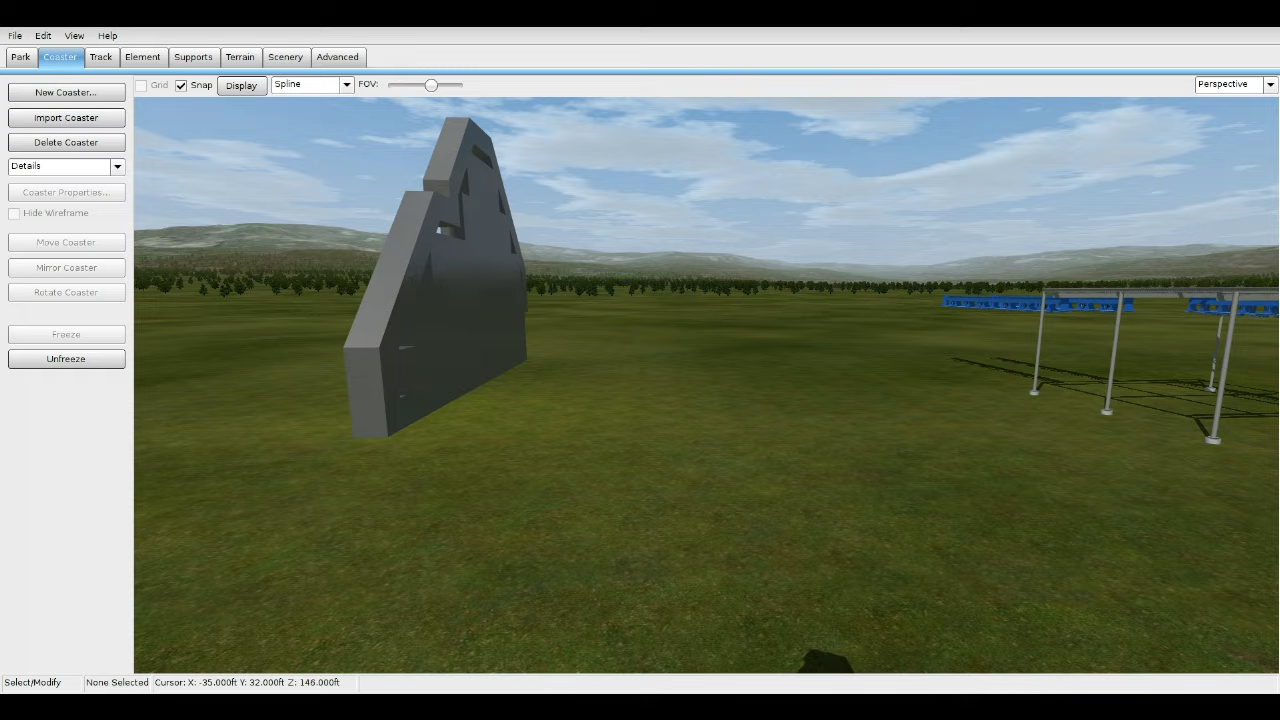 File Edit View Help
Park Coaster Track Element Supports Terrain Scenery Advanced
Grid Snap Display Spline FOV: Perspective
New Coaster...
Import Coaster
Delete Coaster
Details
Coaster Properties...
Hide Wireframe
Move Coaster
Mirror Coaster
Rotate Coaster
Freeze
Unfreeze
Select/Modify None Selected Cursor: X: -35.000ft Y: 32.000ft Z: 146.000ft